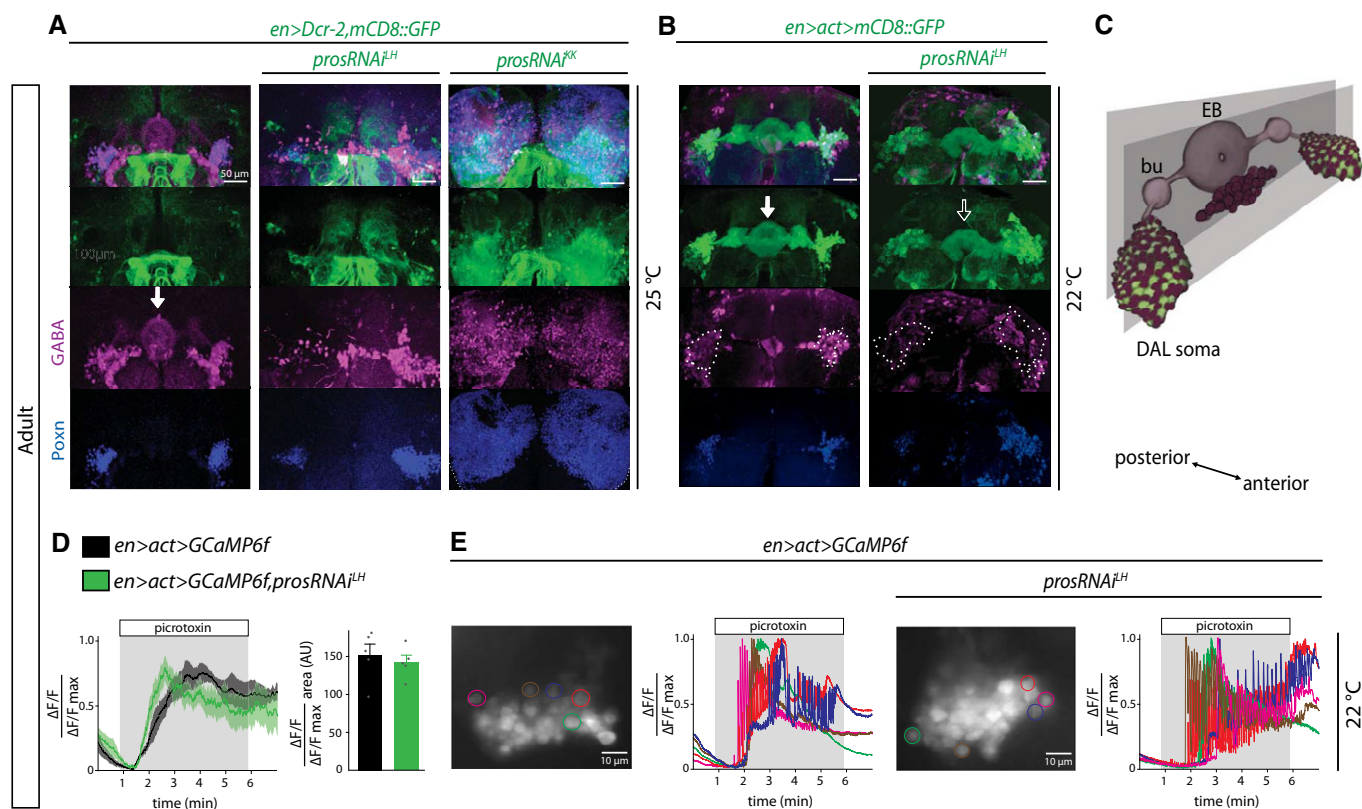 A
en>Dcr-2,mCD8::GFP
prosRNAi^LH
prosRNAi^KK
B
en>act>mCD8::GFP
prosRNAi^LH
C
Adult
GABA
Poxn
50 μm
100μm
25 °C
22 °C
EB
bu
DAL soma
posterior
anterior
D
en>act>GCaMP6f
en>act>GCaMP6f,prosRNAi^LH
picrotoxin
1.0
0
ΔF/F
ΔF/F max
1 2 3 4 5 6
time (min)
150
100
50
0
ΔF/F
ΔF/F max area (AU)
E
en>act>GCaMP6f
prosRNAi^LH
10 μm
picrotoxin
1.0
0.5
0
ΔF/F
ΔF/F max
1 2 3 4 5 6
time (min)
10 μm
picrotoxin
1.0
0.5
0
ΔF/F
ΔF/F max
1 2 3 4 5 6
time (min)
22 °C